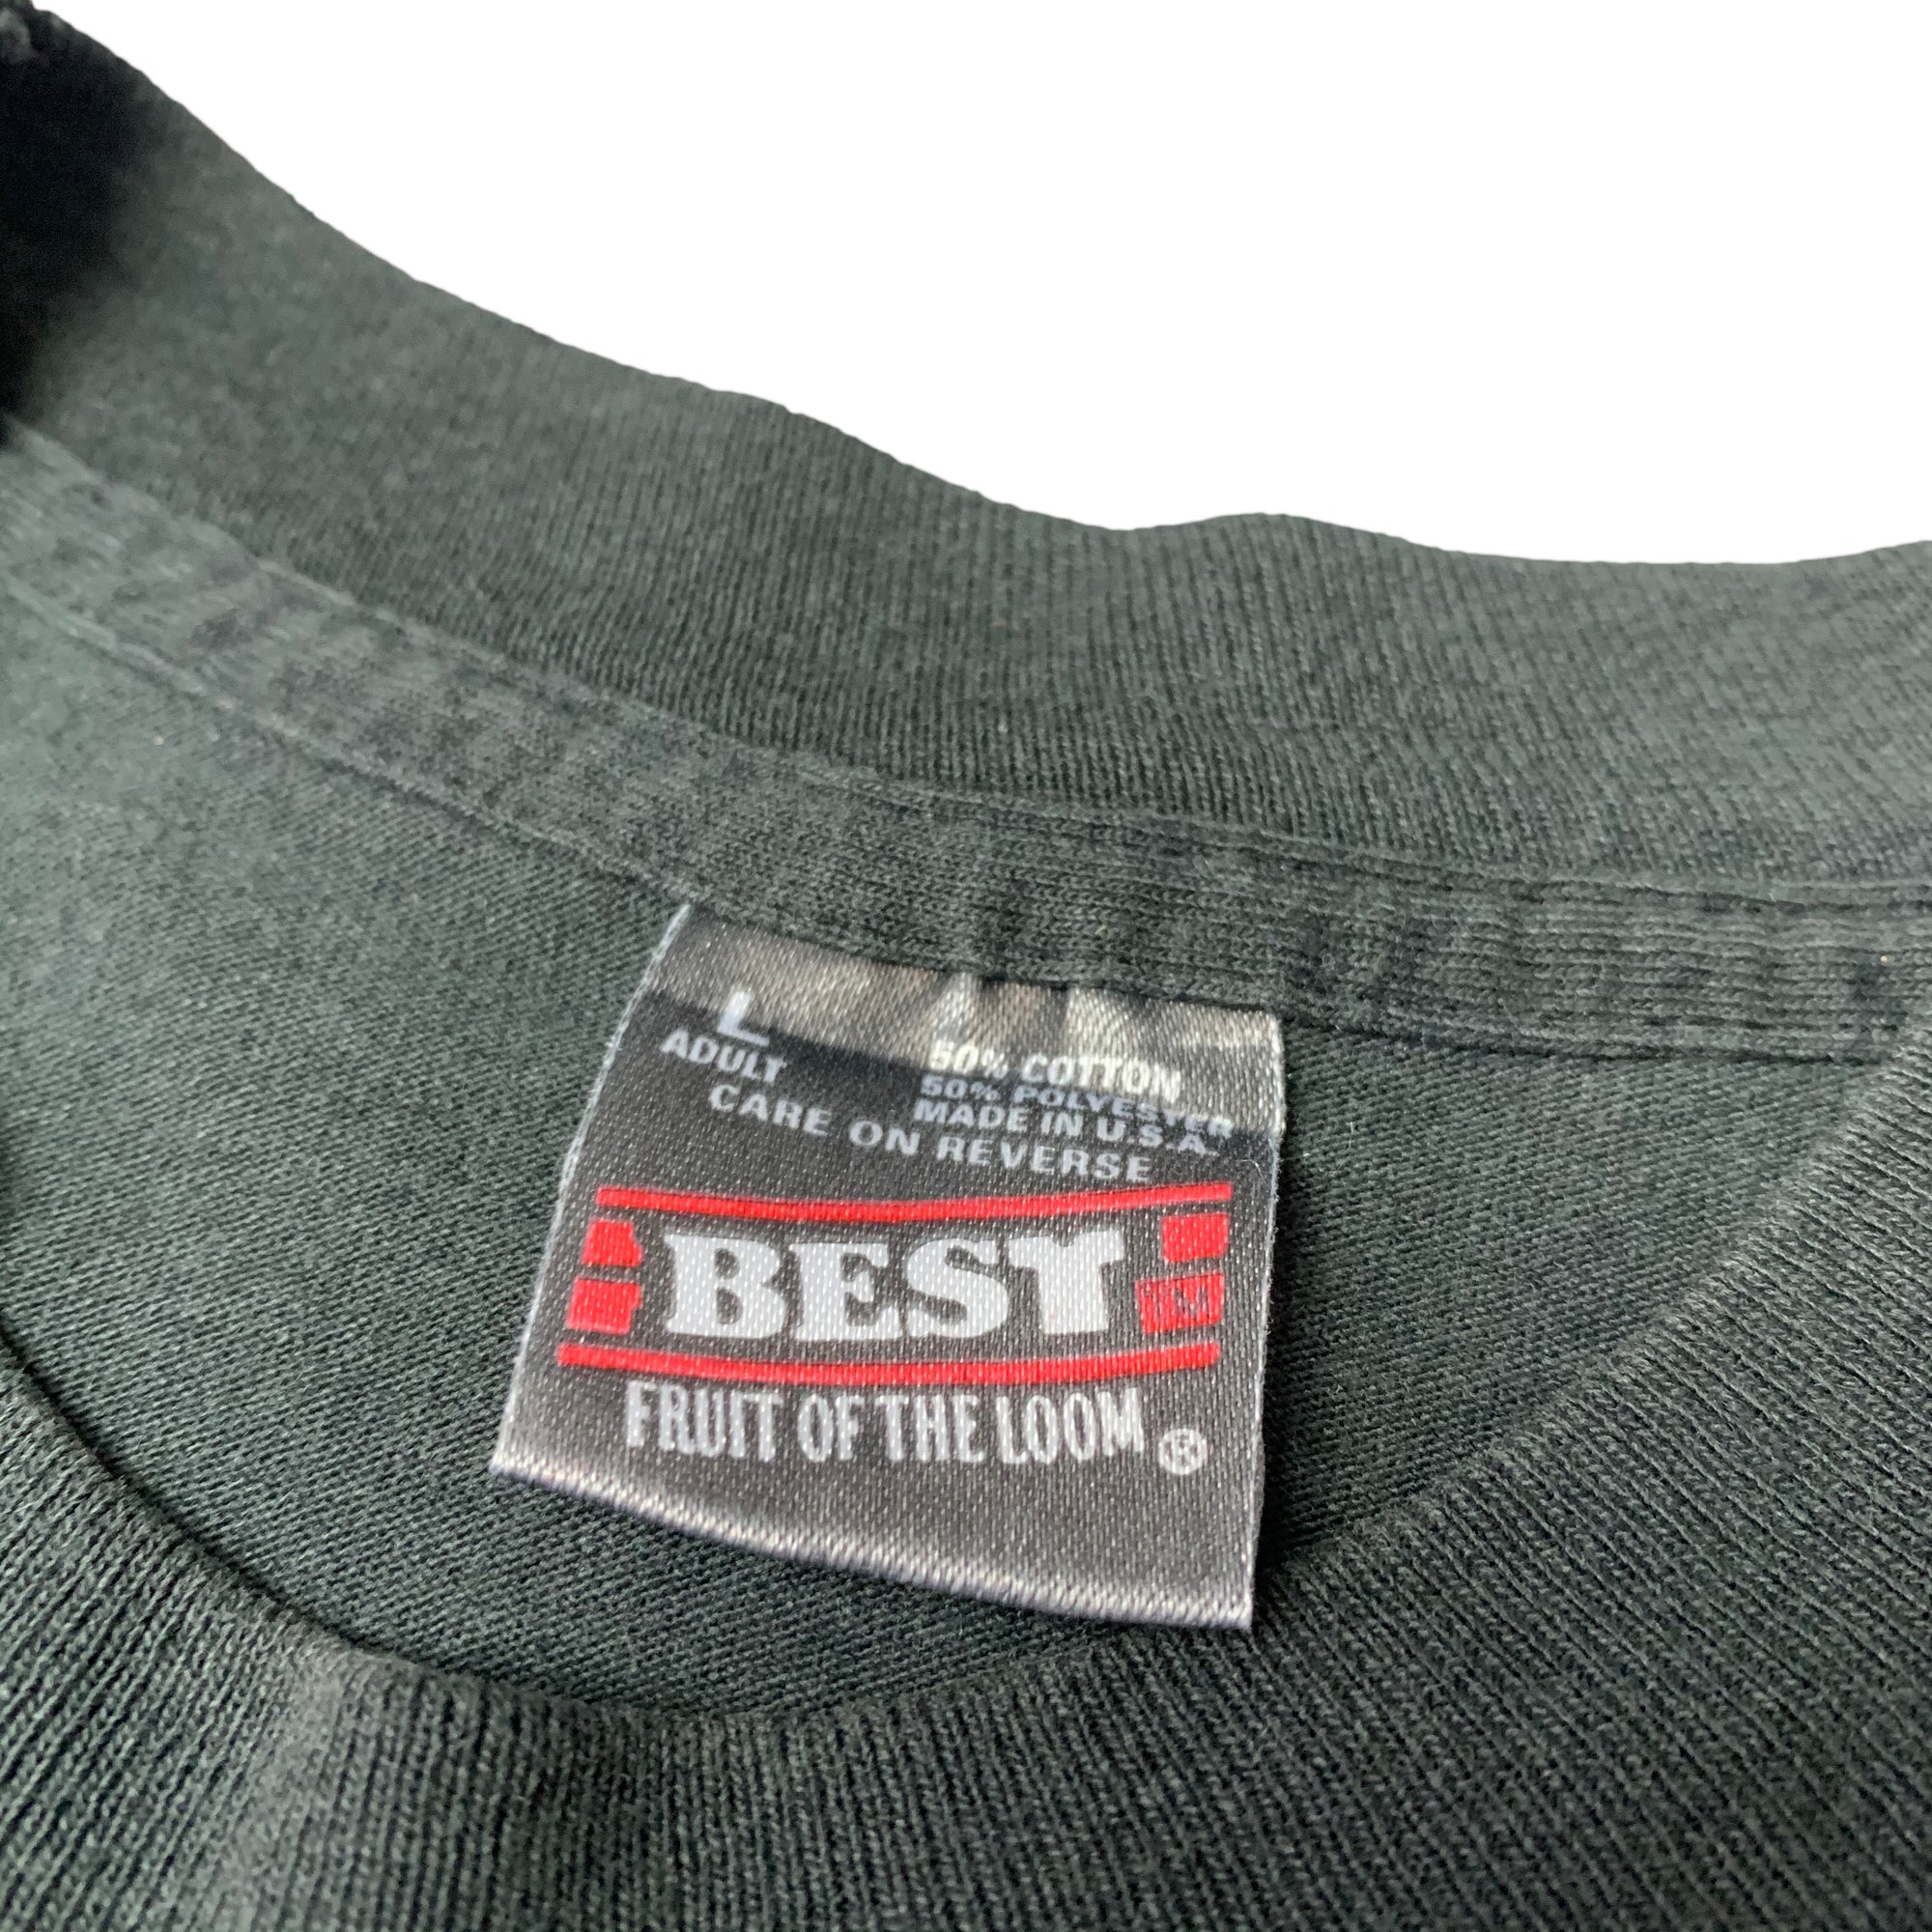 L
ADULT
50% COTTON
50% POLYESTER
MADE IN U.S.A.
CARE ON REVERSE
BEST
TM
FRUIT OF THE LOOM ®